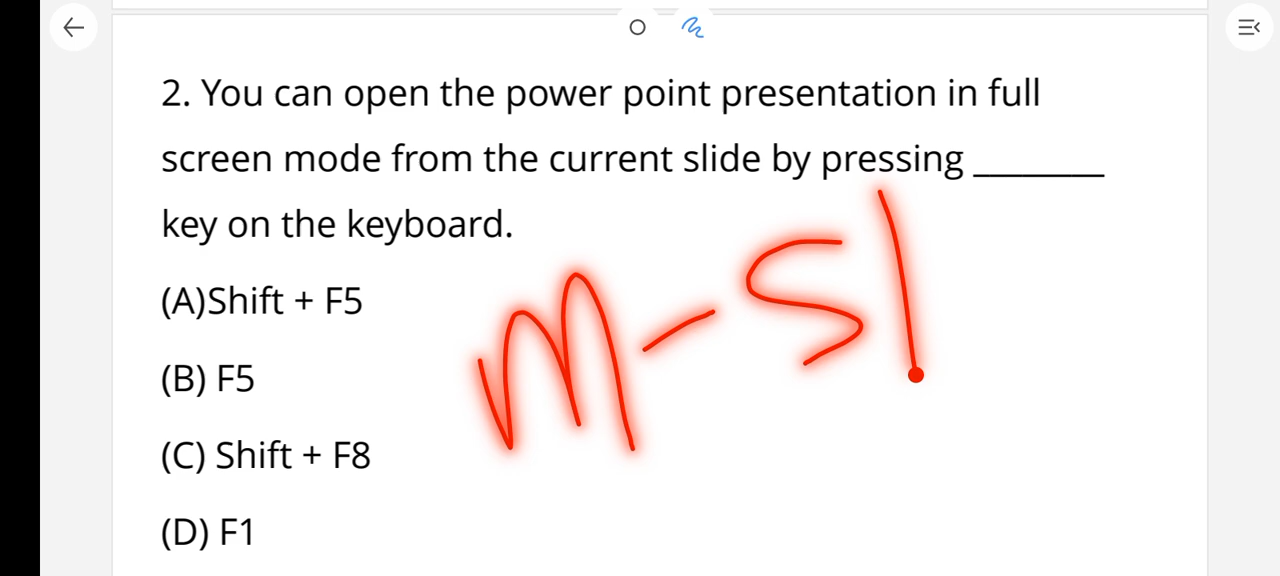 2. You can open the power point presentation in full
screen mode from the current slide by pressing ________
key on the keyboard.
(A)Shift + F5
M-S1
(B) F5
(C) Shift + F8
(D) F1